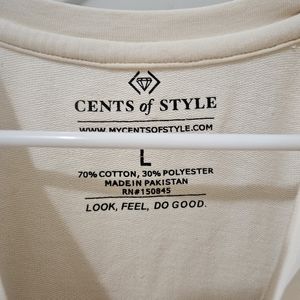 CENTS of STYLE
WWW.MYCENTSOFSTYLE.COM
L
70% COTTON, 30% POLYESTER
MADE IN PAKISTAN
RN#150845
LOOK, FEEL, DO GOOD.